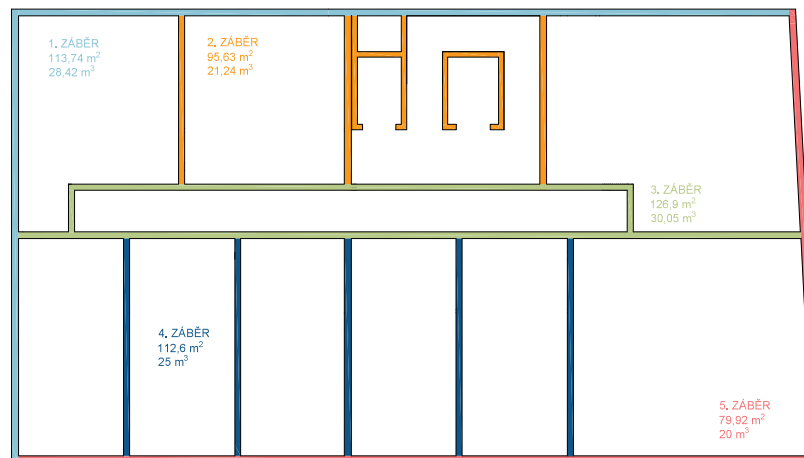 1. ZÁBĚR
113,74 m²
28,42 m³
2. ZÁBĚR
95,63 m²
21,24 m³
3. ZÁBĚR
126,9 m²
30,05 m³
4. ZÁBĚR
112,6 m²
25 m³
5. ZÁBĚR
79,92 m²
20 m³